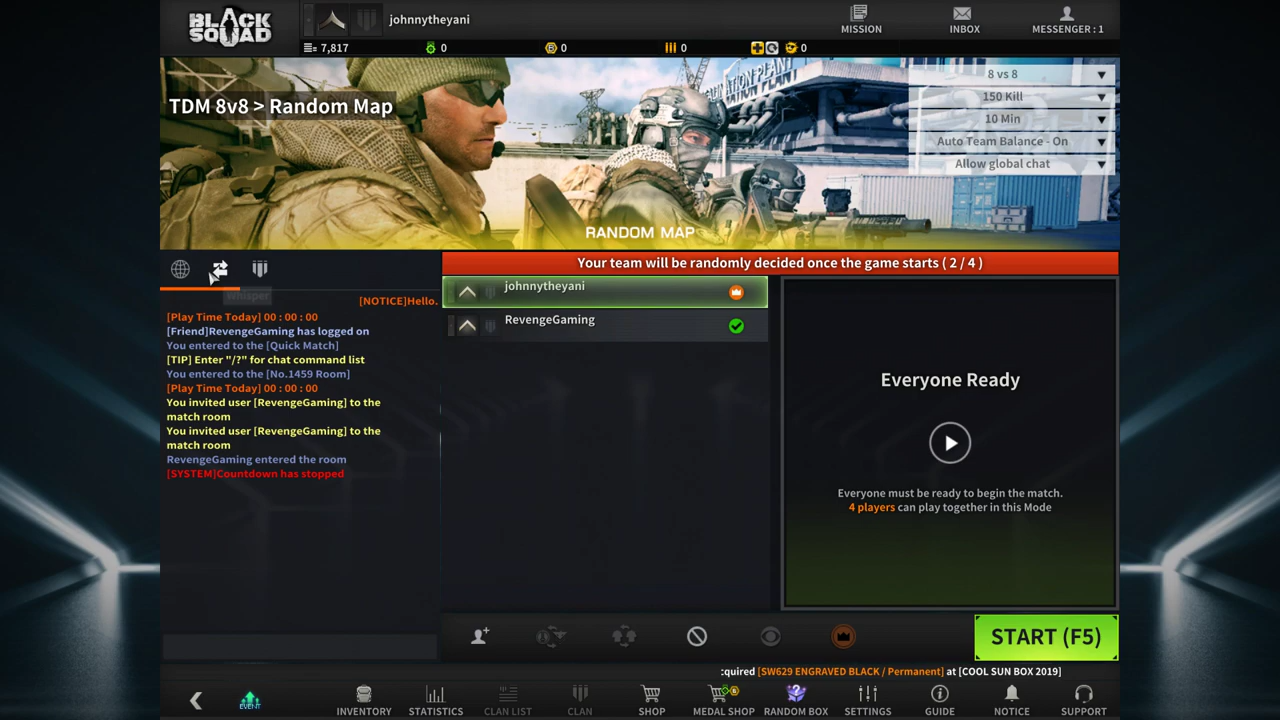 BLACK
SQUAD
johnnytheyani
MISSION
INBOX
MESSENGER : 1
7,817
0
0
0
0
TDM 8v8 > Random Map
8 vs 8
150 Kill
10 Min
Auto Team Balance - On
Allow global chat
RANDOM MAP
whisper
Your team will be randomly decided once the game starts ( 2 / 4 )
[NOTICE]Hello.
[Play Time Today] 00 : 00 : 00
[Friend]RevengeGaming has logged on
You entered to the [Quick Match]
[TIP] Enter "/?" for chat command list
You entered to the [No.1459 Room]
[Play Time Today] 00 : 00 : 00
You invited user [RevengeGaming] to the
match room
You invited user [RevengeGaming] to the
match room
RevengeGaming entered the room
[SYSTEM]Countdown has stopped
johnnytheyani
RevengeGaming
Everyone Ready
Everyone must be ready to begin the match.
4 players can play together in this Mode
START (F5)
:quired [SW629 ENGRAVED BLACK / Permanent] at [COOL SUN BOX 2019]
EVENT
INVENTORY
STATISTICS
CLAN LIST
CLAN
SHOP
MEDAL SHOP
RANDOM BOX
SETTINGS
GUIDE
NOTICE
SUPPORT